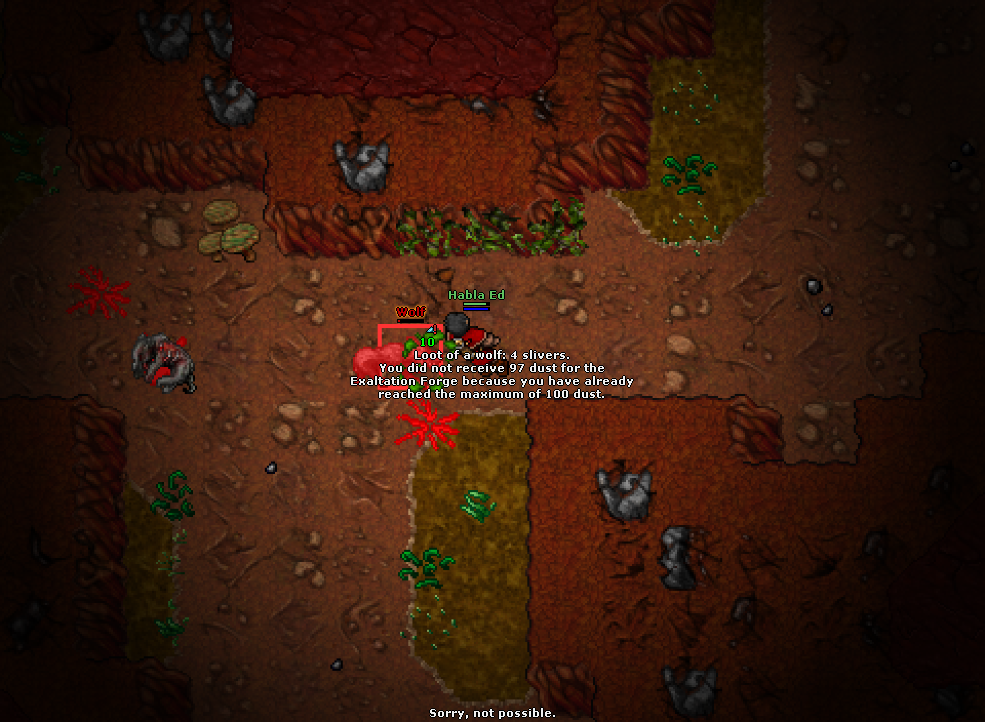 Habla Ed
Wolf
10
Loot of a wolf: 4 slivers.
You did not receive 97 dust for the
Exaltation Forge because you have already
reached the maximum of 100 dust.
Sorry, not possible.